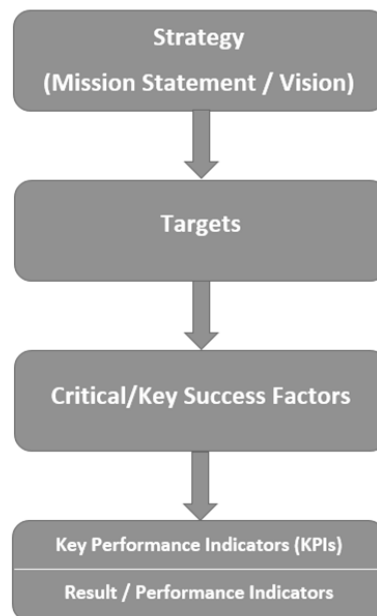 Strategy
(Mission Statement / Vision)
Targets
Critical/Key Success Factors
Key Performance Indicators (KPIs)
Result / Performance Indicators